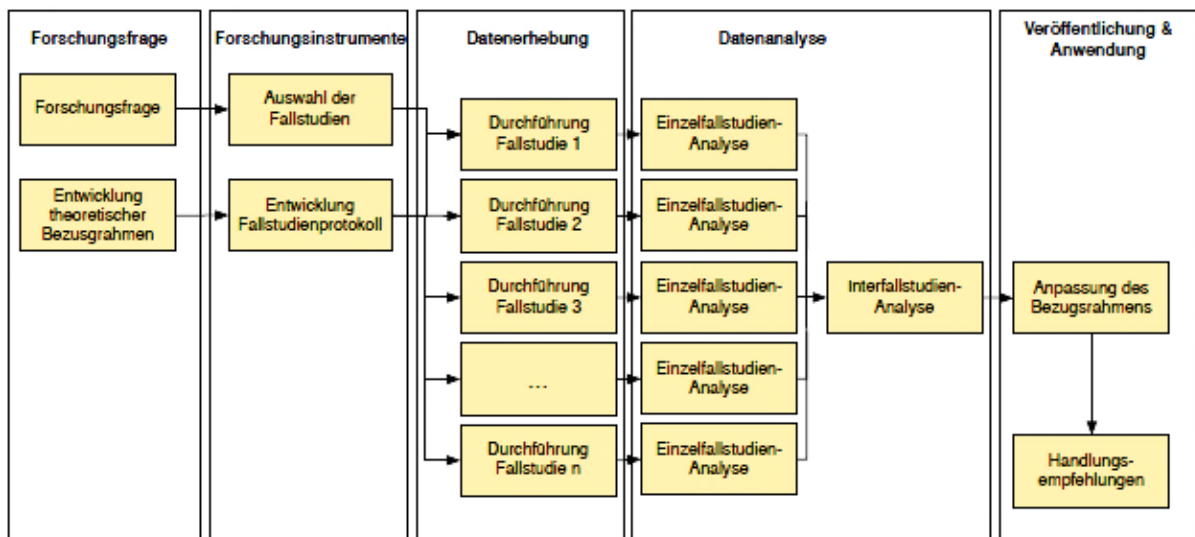 Forschungsfrage
Forschungsfrage
Entwicklung
theoretischer
Bezusgrahmen
Forschungsinstrumente
Auswahl der
Fallstudien
Entwicklung
Fallstudienprotokoll
Datenerhebung
Durchführung
Fallstudie 1
Durchführung
Fallstudie 2
Durchführung
Fallstudie 3
...
Durchführung
Fallstudie n
Datenanalyse
Einzelfallstudien-
Analyse
Einzelfallstudien-
Analyse
Einzelfallstudien-
Analyse
Einzelfallstudien-
Analyse
Einzelfallstudien-
Analyse
Interfallstudien-
Analyse
Veröffentlichung &
Anwendung
Anpassung des
Bezugsrahmens
Handlungs-
empfehlungen